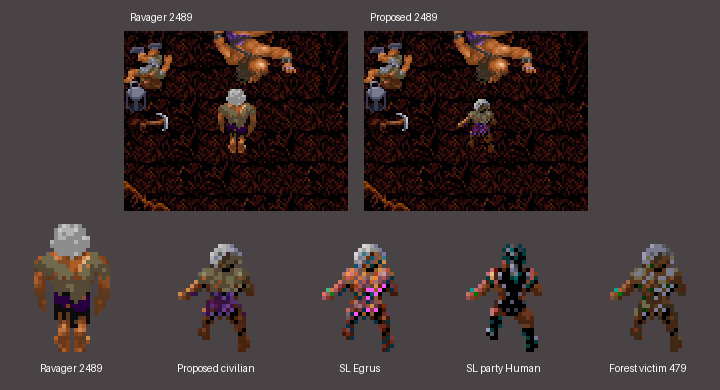 Ravager 2489
Proposed 2489
Ravager 2489
Proposed civilian
SL Egrus
SL party Human
Forest victim 479